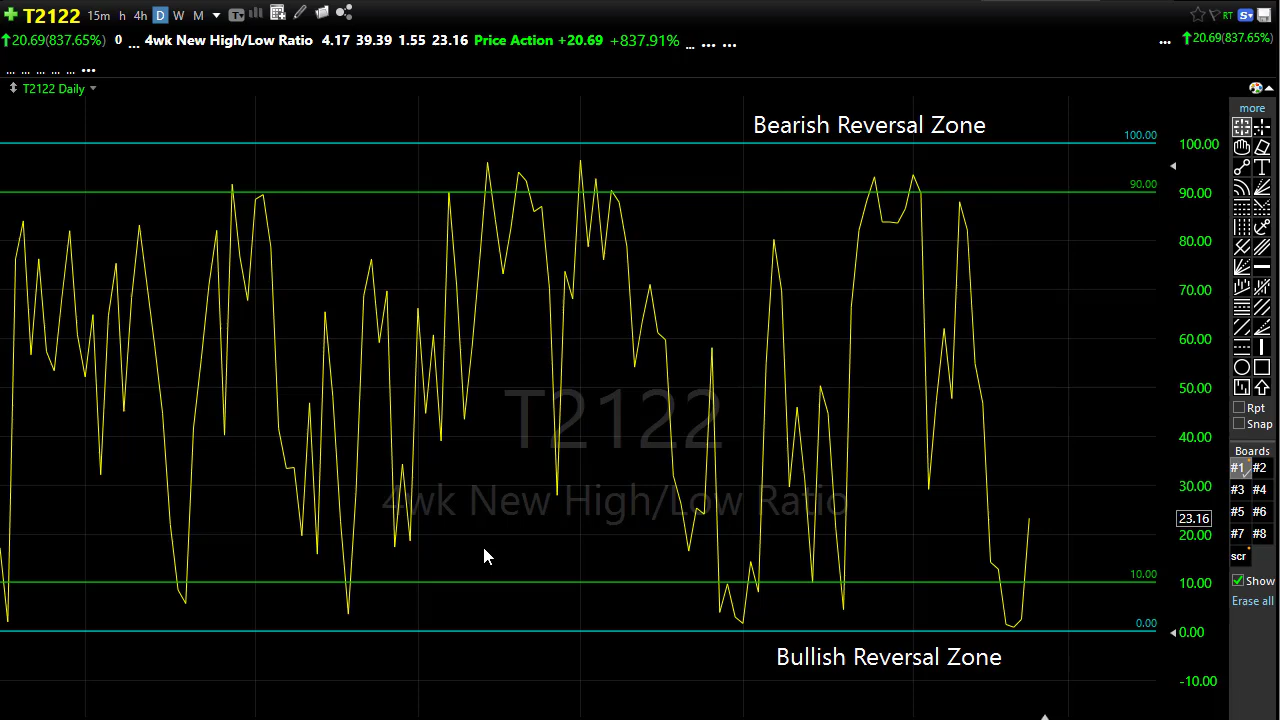 T2122 15m h 4h D W M RT S
20.69(837.65%) 0 ... 4wk New High/Low Ratio 4.17 39.39 1.55 23.16 Price Action +20.69 +837.91% ... ... ... ... 20.69(837.65%)
... ... ... ... ... ...
T2122 Daily
more
Bearish Reversal Zone
100.00 100.00
90.00 90.00
80.00
70.00
60.00
50.00
T2122
40.00
4wk New High/Low Ratio
30.00
23.16
20.00
10.00 10.00
0.00 0.00
Bullish Reversal Zone
-10.00
T
Rpt
Snap
Boards
#1 #2
#3 #4
#5 #6
#7 #8
scr
Show
Erase all